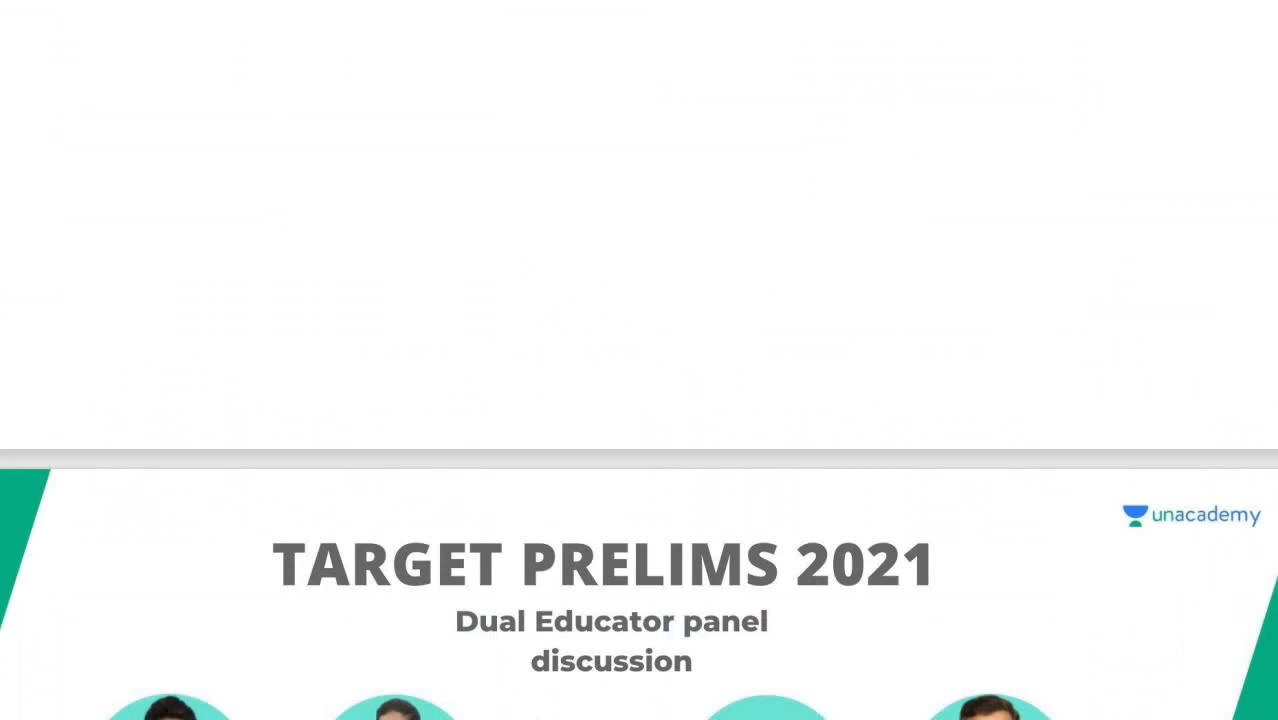 unacademy
TARGET PRELIMS 2021
Dual Educator panel
discussion